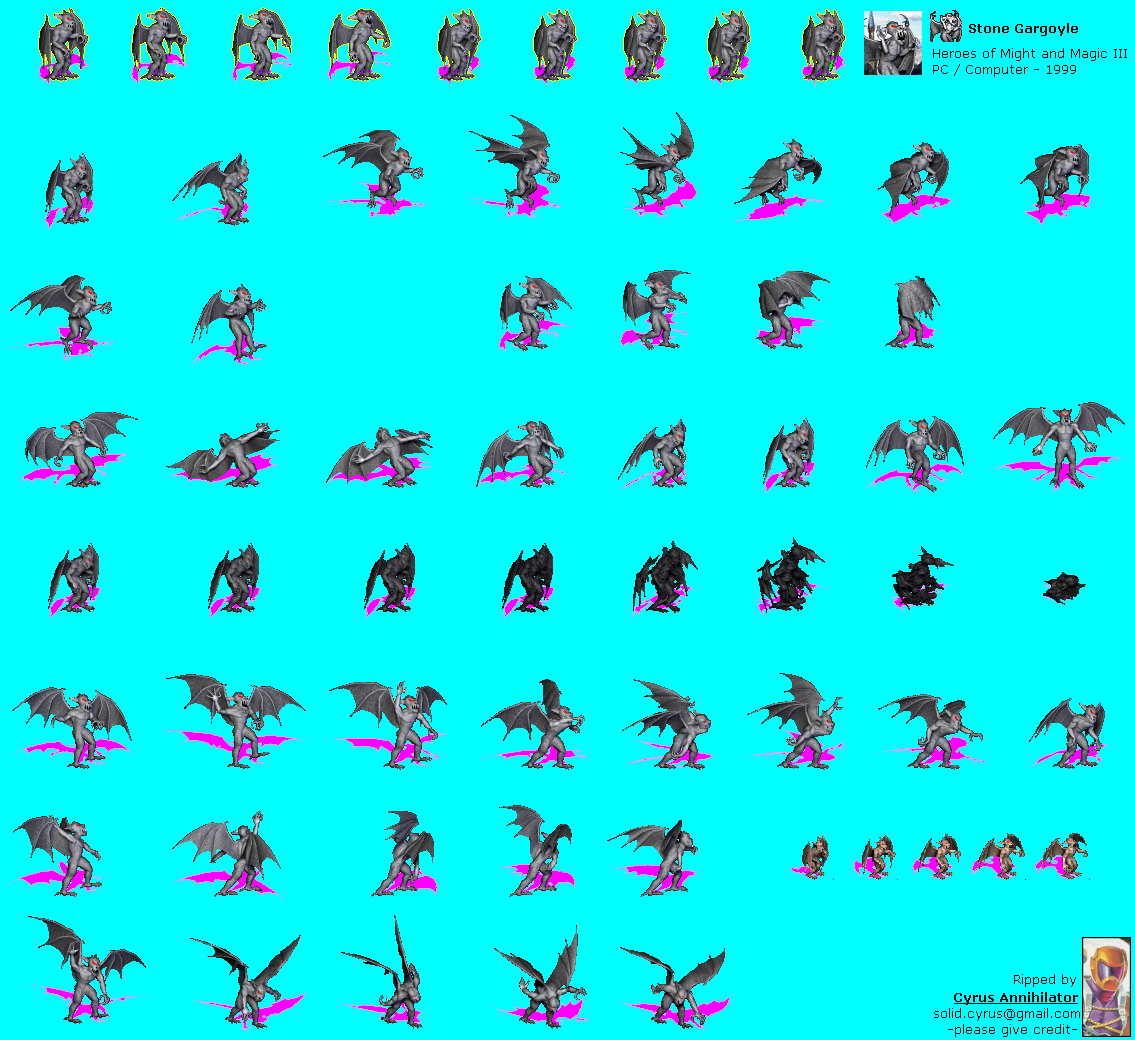 Stone Gargoyle
Heroes of Might and Magic III
PC / Computer - 1999
Ripped by
Cyrus Annihilator
solid.cyrus@gmail.com
-please give credit-